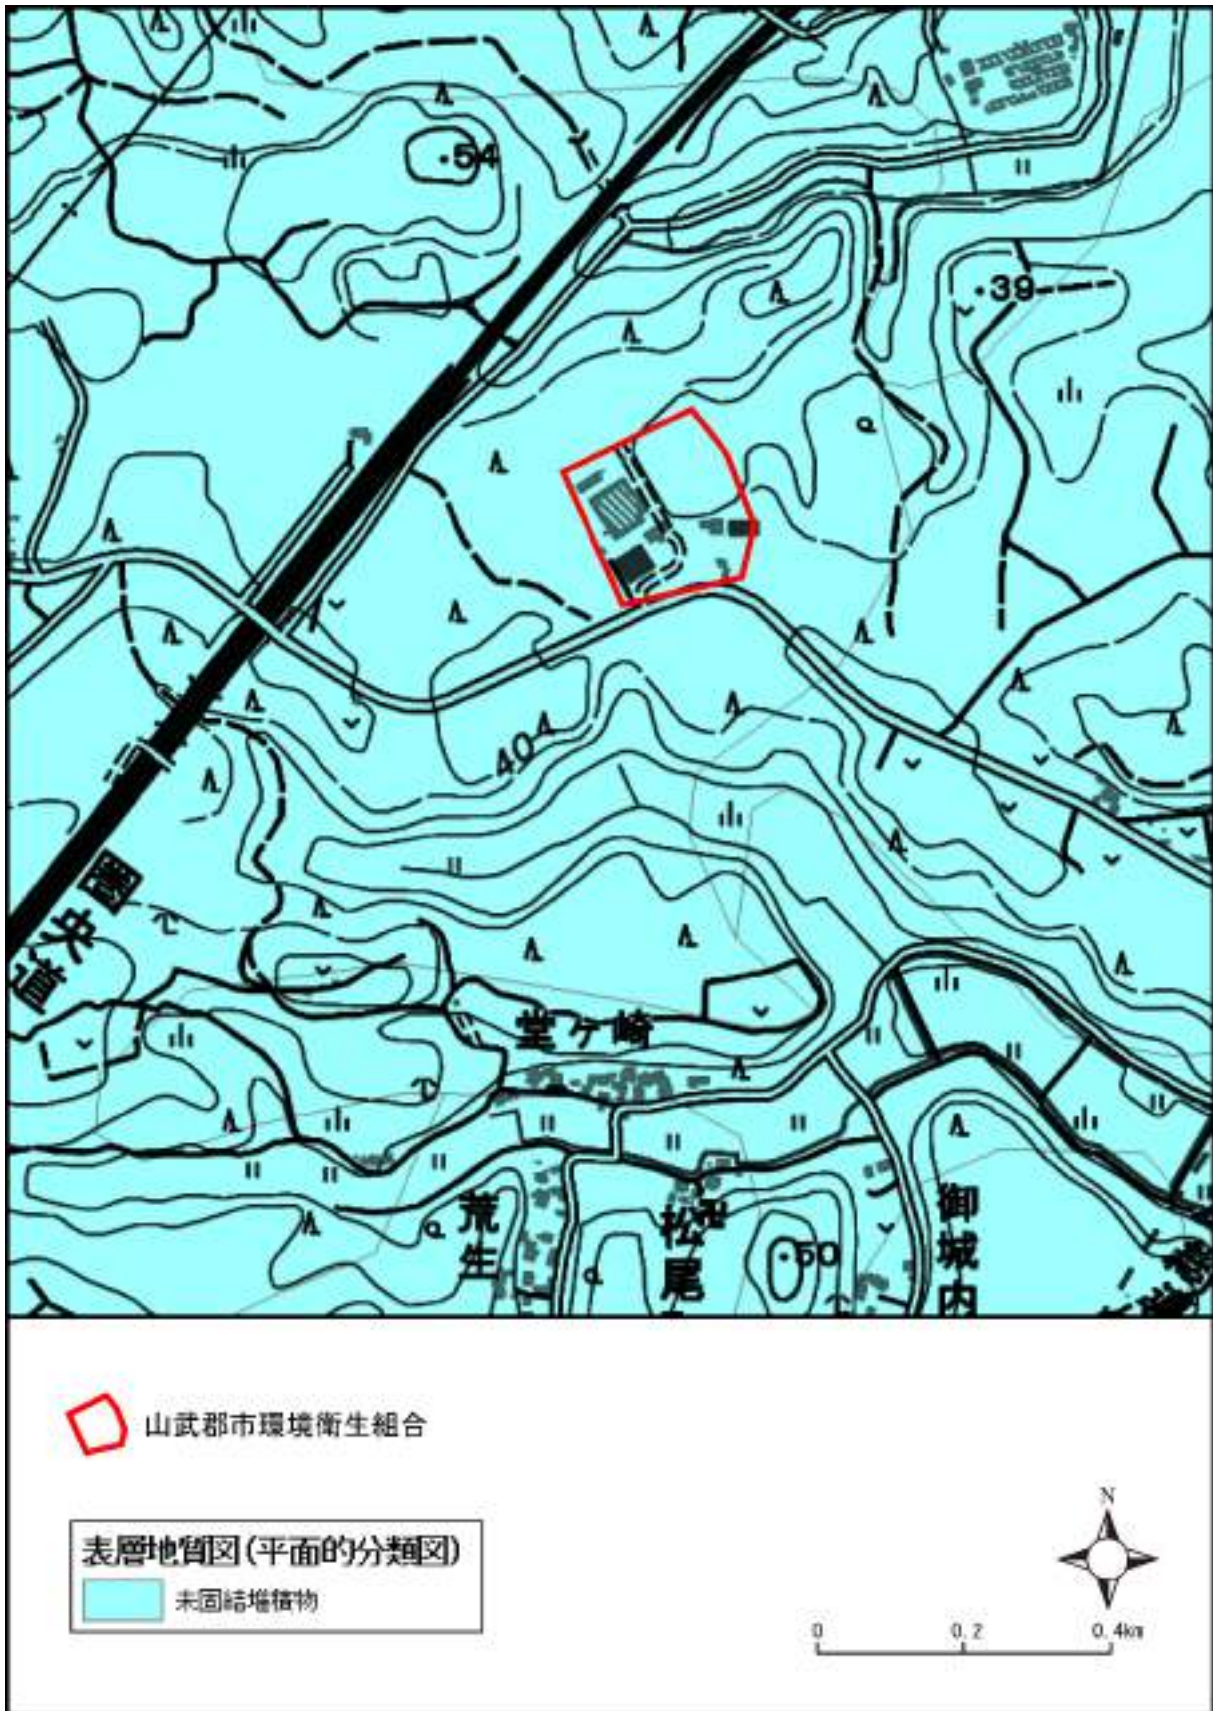 54
39
40
圏央道
堂ヶ崎
荒生
松尾
50
御城内
山武郡市環境衛生組合
表層地質図(平面的分類図)
未固結堆積物
N
0 0.2 0.4km